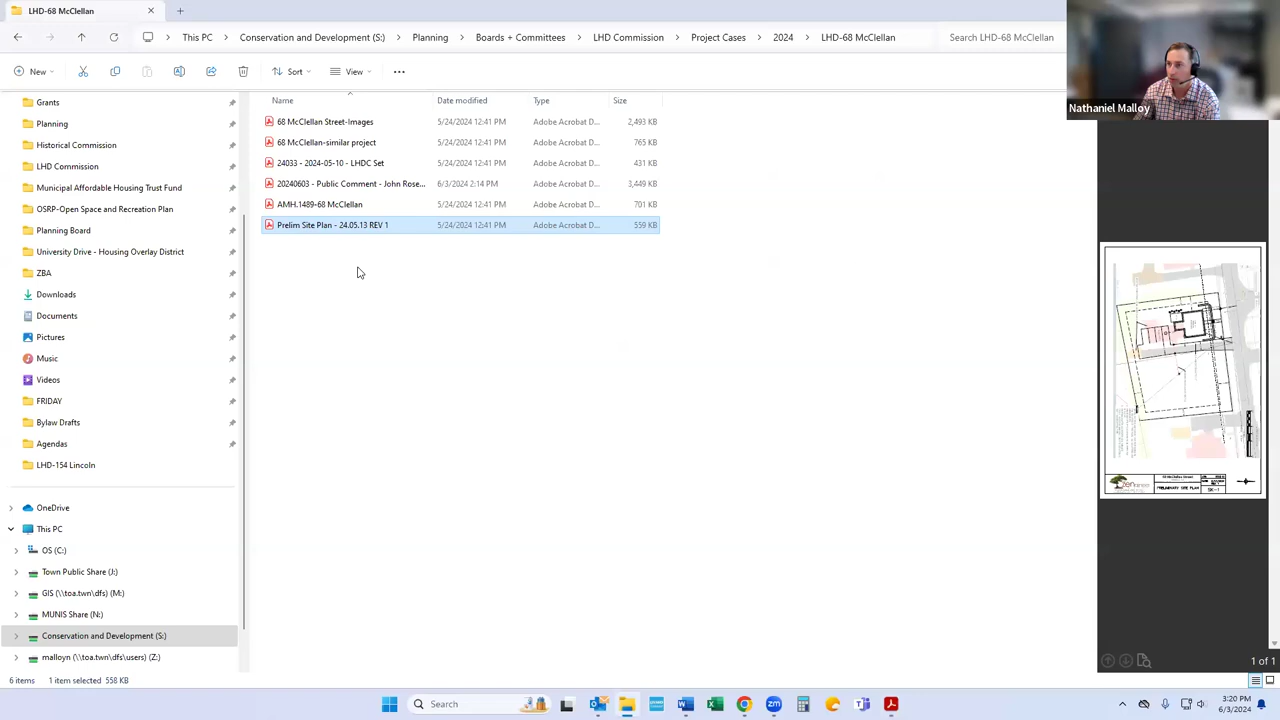 LHD-68 McClellan
This PC > Conservation and Development (S:) > Planning > Boards + Committees > LHD Commission > Project Cases > 2024 > LHD-68 McClellan
Search LHD-68 McClellan
New
Sort
View
Nathaniel Malloy
Name Date modified Type Size
68 McClellan Street-Images 5/24/2024 12:41 PM Adobe Acrobat D... 2,493 KB
68 McClellan-similar project 5/24/2024 12:41 PM Adobe Acrobat D... 765 KB
24033 - 2024-05-10 - LHDC Set 5/24/2024 12:41 PM Adobe Acrobat D... 431 KB
20240603 - Public Comment - John Rose... 6/3/2024 2:14 PM Adobe Acrobat D... 3,449 KB
AMH.1489-68 McClellan 5/24/2024 12:41 PM Adobe Acrobat D... 701 KB
Prelim Site Plan - 24.05.13 REV 1 5/24/2024 12:41 PM Adobe Acrobat D... 559 KB
Grants
Planning
Historical Commission
LHD Commission
Municipal Affordable Housing Trust Fund
OSRP-Open Space and Recreation Plan
Planning Board
University Drive - Housing Overlay District
ZBA
Downloads
Documents
Pictures
Music
Videos
FRIDAY
Bylaw Drafts
Agendas
LHD-154 Lincoln
OneDrive
This PC
OS (C:)
Town Public Share (J:)
GIS (\\toa.twn\dfs) (M:)
MUNIS Share (N:)
Conservation and Development (S:)
malloyn (\\toa.twn\dfs\users) (Z:)
PRELIMINARY SITE PLAN
1 of 1
6 items 1 item selected 558 KB
Search
3:20 PM
6/3/2024